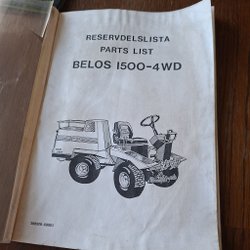 RESERVDELSLISTA
PARTS LIST
BELOS 1500-4WD